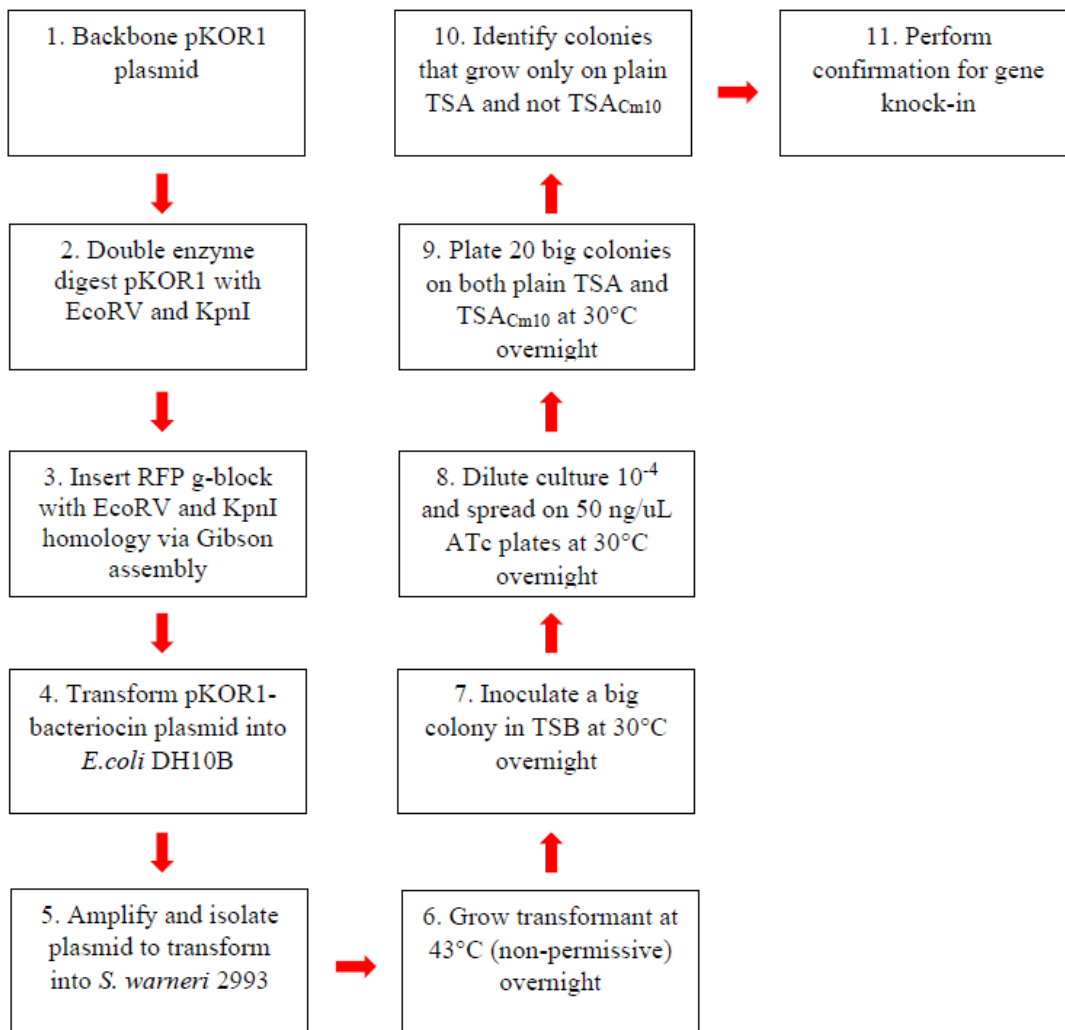 1. Backbone pKOR1
plasmid
2. Double enzyme
digest pKOR1 with
EcoRV and KpnI
3. Insert RFP g-block
with EcoRV and KpnI
homology via Gibson
assembly
4. Transform pKOR1-
bacteriocin plasmid into
E.coli DH10B
5. Amplify and isolate
plasmid to transform
into S. warneri 2993
6. Grow transformant at
43°C (non-permissive)
overnight
7. Inoculate a big
colony in TSB at 30°C
overnight
8. Dilute culture 10-4
and spread on 50 ng/uL
ATc plates at 30°C
overnight
9. Plate 20 big colonies
on both plain TSA and
TSACm10 at 30°C
overnight
10. Identify colonies
that grow only on plain
TSA and not TSACm10
11. Perform
confirmation for gene
knock-in